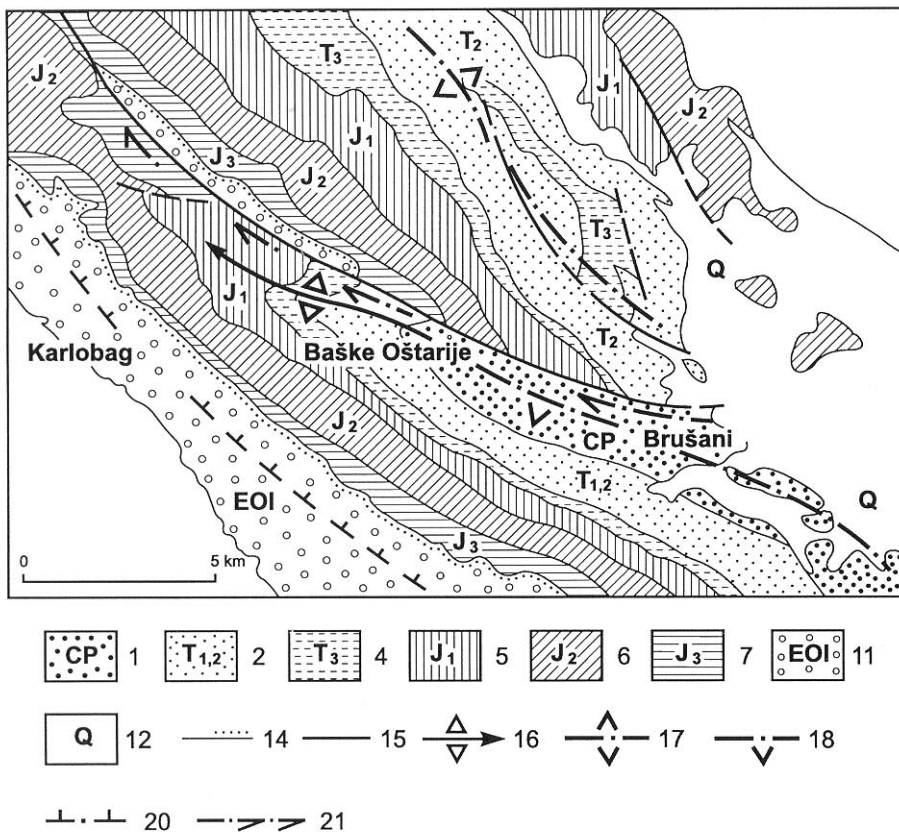 J2
T3
T2
J1
J2
J3
J1
J2
T3
Q
J1
T2
Karlobag
Baške Oštarije
J2
CP
Brušani
T1,2
EOI
Q
J3
0 5 km
CP 1 T1,2 2 T3 4 J1 5 J2 6 J3 7 EOI 11
Q 12 14 15 16 17 18
20 21